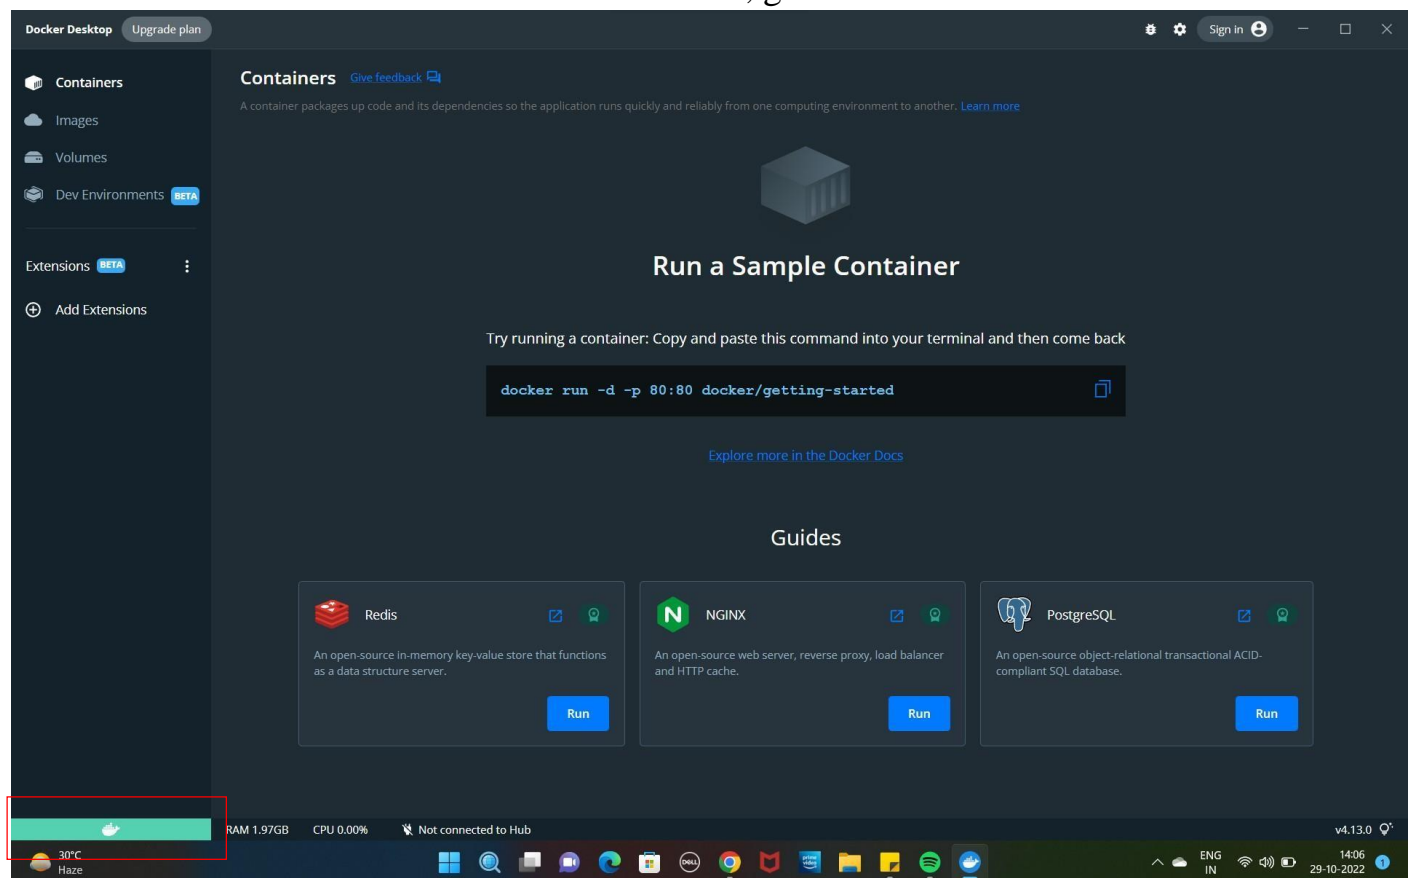 Docker Desktop Upgrade plan
Sign in
Containers
Images
Volumes
Dev Environments BETA
Extensions BETA
Add Extensions
Containers Give feedback
A container packages up code and its dependencies so the application runs quickly and reliably from one computing environment to another. Learn more
Run a Sample Container
Try running a container: Copy and paste this command into your terminal and then come back
docker run -d -p 80:80 docker/getting-started
Explore more in the Docker Docs
Guides
Redis
An open-source in-memory key-value store that functions
as a data structure server.
Run
N NGINX
An open-source web server, reverse proxy, load balancer
and HTTP cache.
Run
PostgreSQL
An open-source object-relational transactional ACID-
compliant SQL database.
Run
RAM 1.97GB CPU 0.00% Not connected to Hub
v4.13.0
30°C
Haze
DELL
prime
video
ENG
IN
14:06
29-10-2022
1